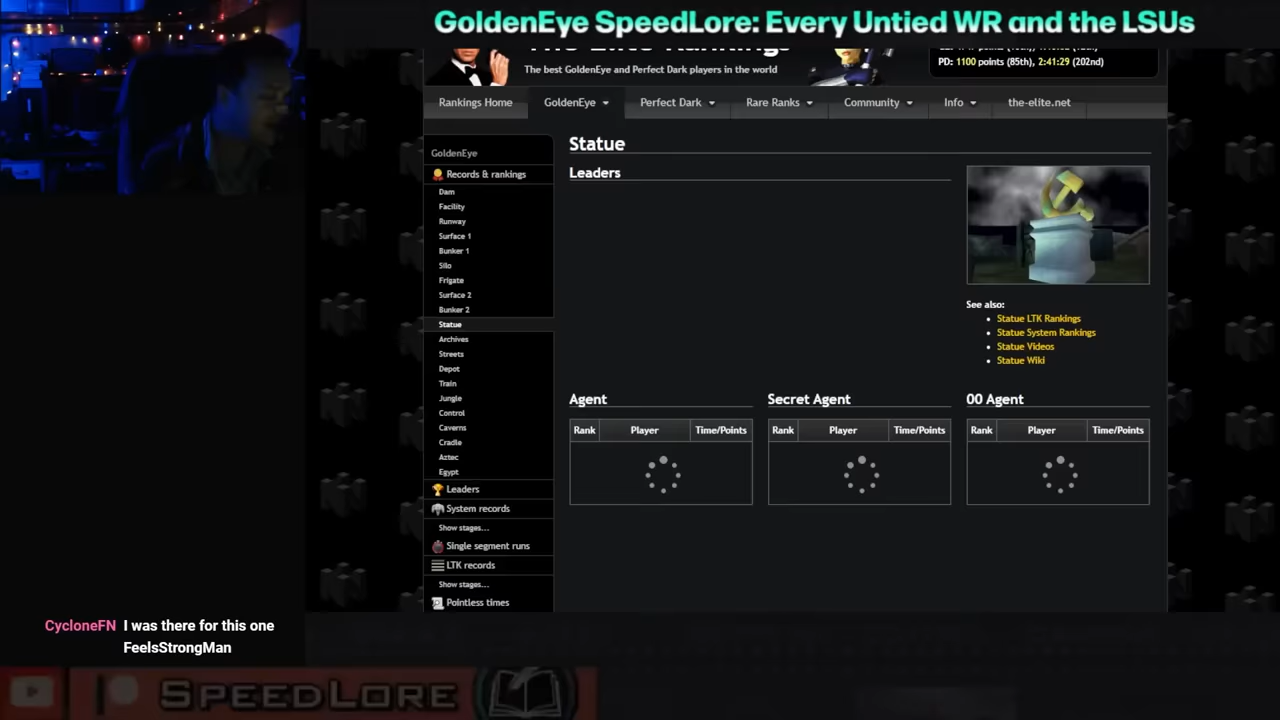 GoldenEye SpeedLore: Every Untied WR and the LSUs
The best GoldenEye and Perfect Dark players in the world
PD: 1100 points (85th), 2:41:29 (202nd)
Rankings Home
GoldenEye
Perfect Dark
Rare Ranks
Community
Info
the-elite.net
GoldenEye
Records & rankings
Dam
Facility
Runway
Surface 1
Bunker 1
Silo
Frigate
Surface 2
Bunker 2
Statue
Archives
Streets
Depot
Train
Jungle
Control
Caverns
Cradle
Aztec
Egypt
Leaders
System records
Show stages...
Single segment runs
LTK records
Show stages...
Pointless times
Statue
Leaders
See also:
Statue LTK Rankings
Statue System Rankings
Statue Videos
Statue Wiki
Agent
Rank Player Time/Points
Secret Agent
Rank Player Time/Points
00 Agent
Rank Player Time/Points
CycloneFN I was there for this one
FeelsStrongMan
SPEEDLORE